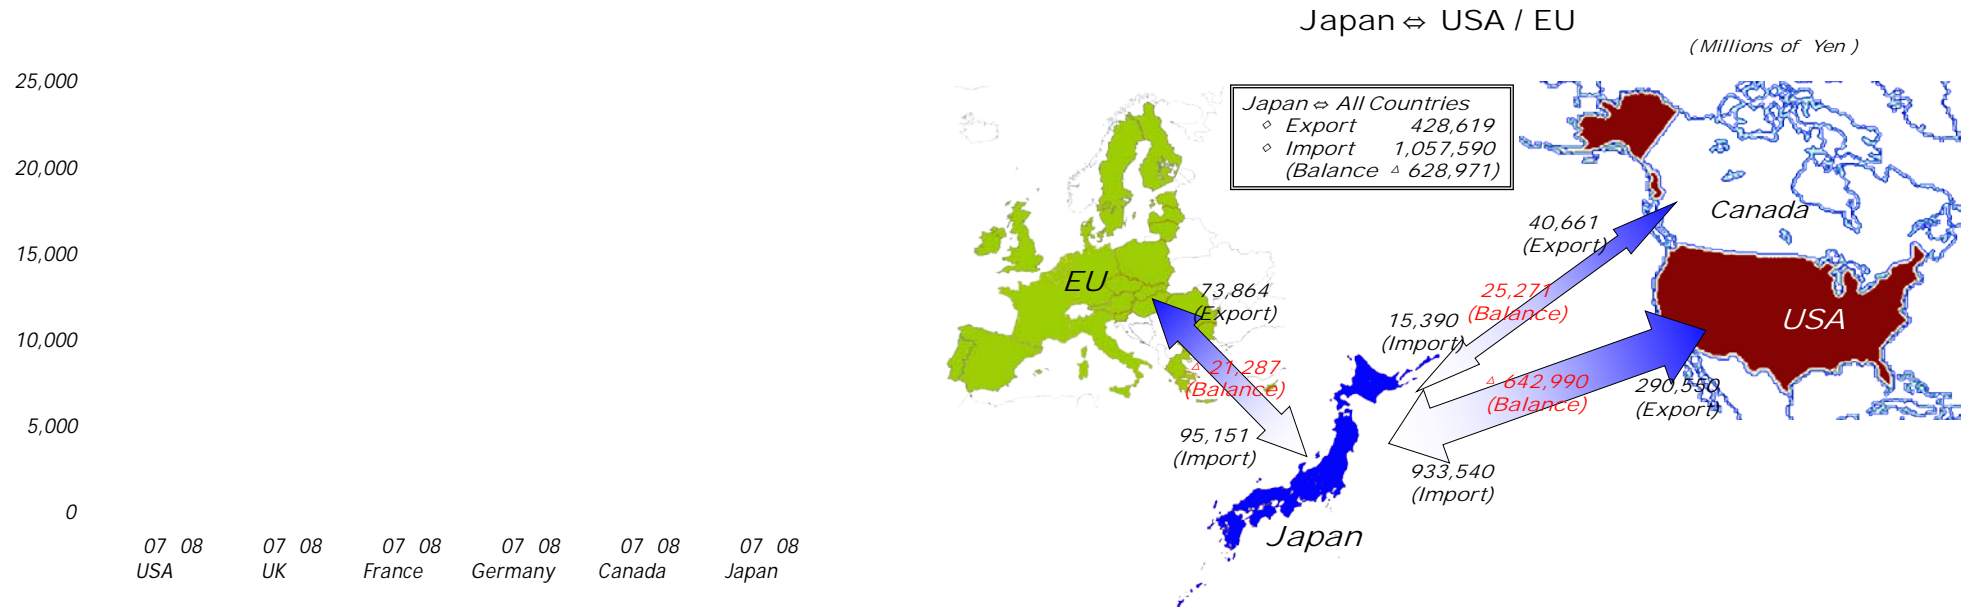 25,000
20,000
15,000
10,000
5,000
0
07 08 07 08 07 08 07 08 07 08 07 08
USA UK France Germany Canada Japan
Japan ⇔ USA / EU
(Millions of Yen)
Japan ⇔ All Countries
◇ Export 428,619
◇ Import 1,057,590
(Balance △ 628,971)
EU
73,864
(Export)
△ 21,287
(Balance)
95,151
(Import)
Canada
40,661
(Export)
25,271
(Balance)
15,390
(Import)
USA
△ 642,990
(Balance)
290,550
(Export)
933,540
(Import)
Japan